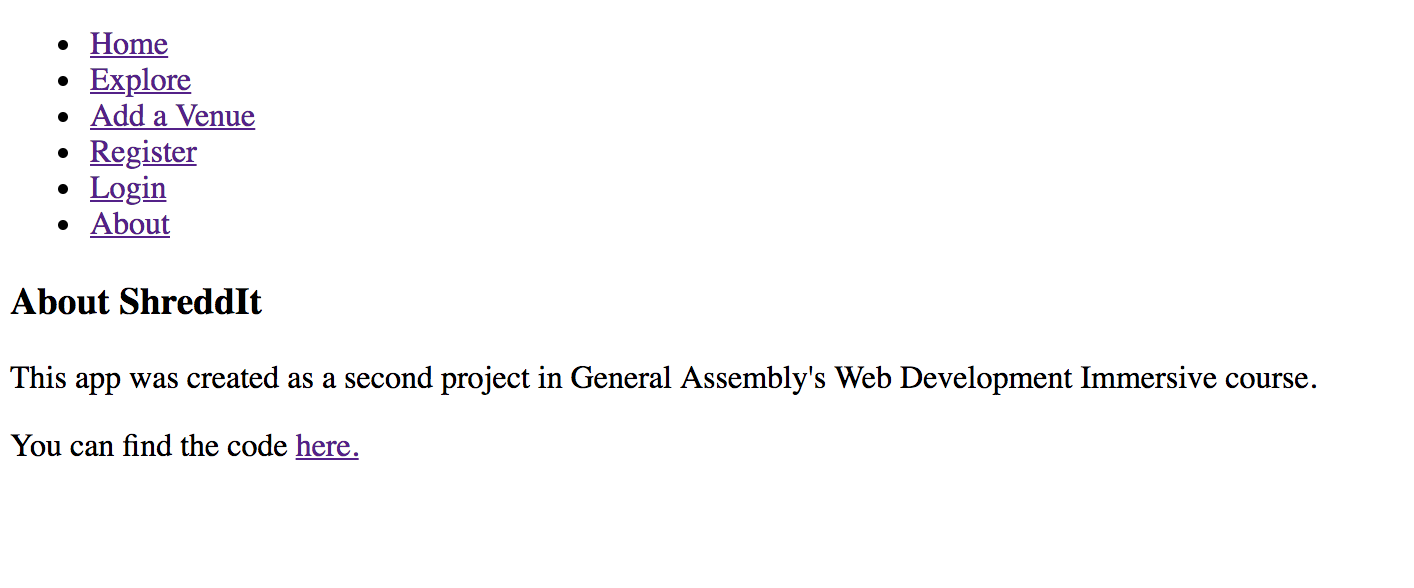 Home
Explore
Add a Venue
Register
Login
About
About ShreddIt
This app was created as a second project in General Assembly's Web Development Immersive course.
You can find the code here.